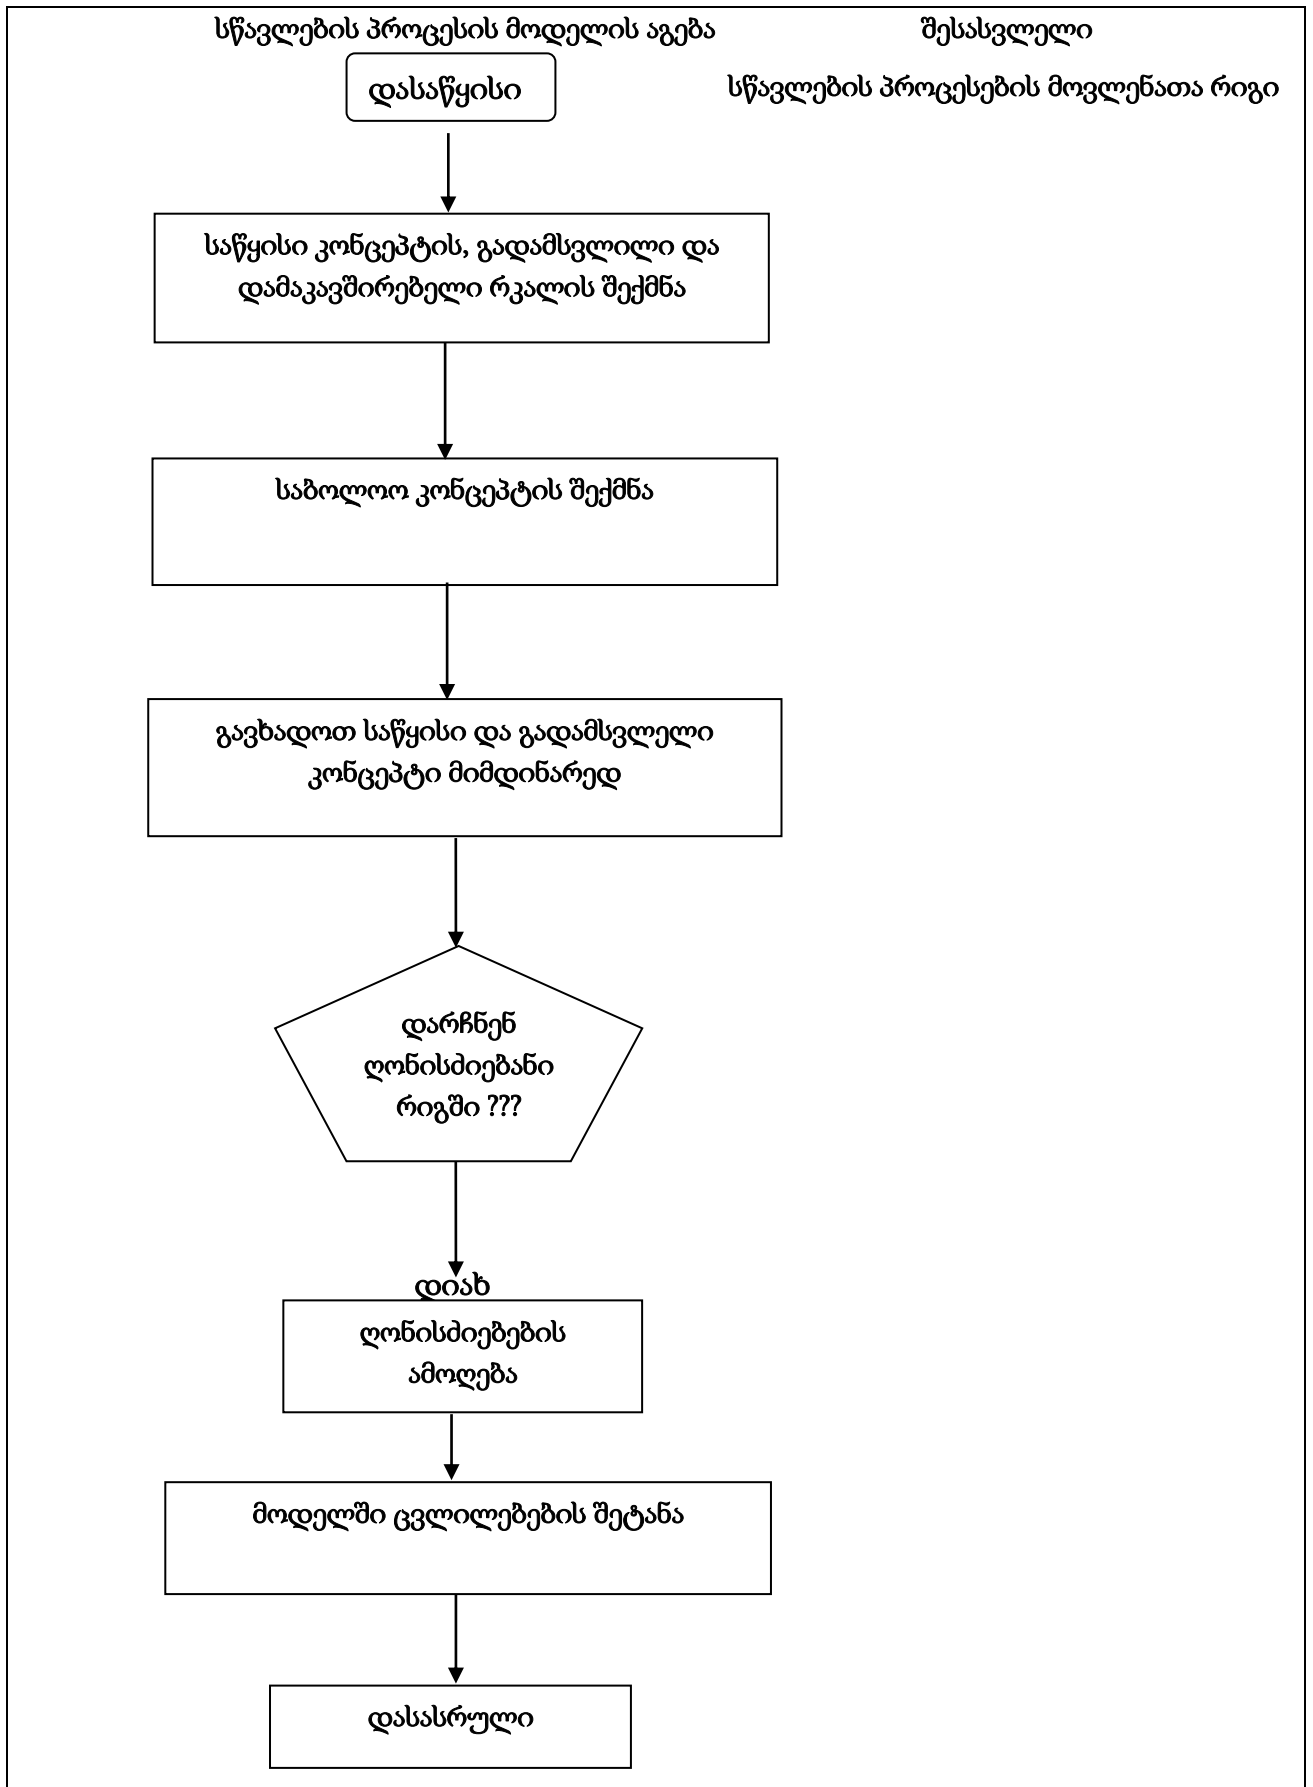 სწავლების პროცესის მოდელის აგება
შესასვლელი
სწავლების პროცესების მოვლენათა რიგი
დასაწყისი
საწყისი კონცეპტის, გადამსვლილი და
დამაკავშირებელი რკალის შექმნა
საბოლოო კონცეპტის შექმნა
გავხადოთ საწყისი და გადამსვლელი
კონცეპტი მიმდინარედ
დარჩნენ
ღონისძიებანი
რიგში ???
დიახ
ღონისძიებების
ამოღება
მოდელში ცვლილებების შეტანა
დასასრული